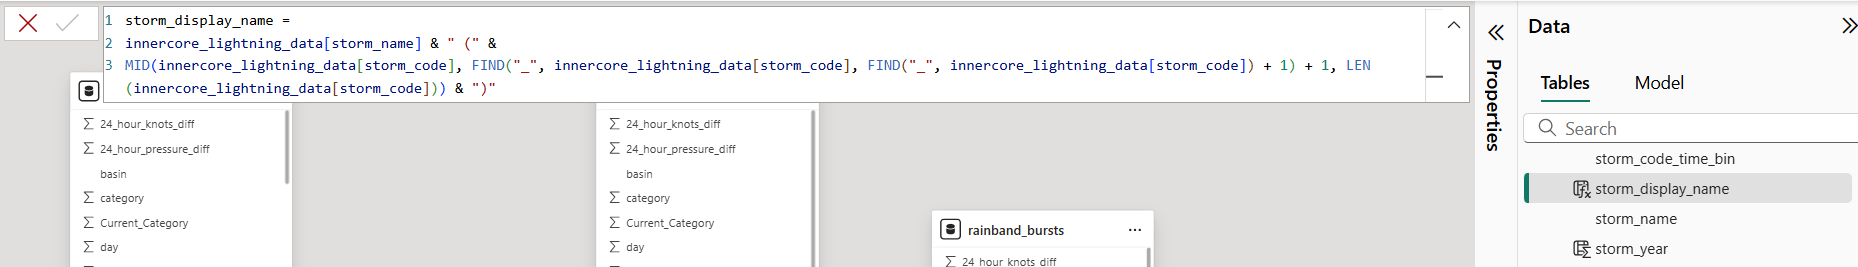 1 storm_display_name =
2 innercore_lightning_data[storm_name] & " (" &
3 MID(innercore_lightning_data[storm_code], FIND("_", innercore_lightning_data[storm_code], FIND("_", innercore_lightning_data[storm_code]) + 1) + 1, LEN
(innercore_lightning_data[storm_code])) & ")"
24_hour_knots_diff
24_hour_pressure_diff
basin
category
Current_Category
day
24_hour_knots_diff
24_hour_pressure_diff
basin
category
Current_Category
day
rainband_bursts
24_hour_knots_diff
Properties
Data
Tables Model
Search
storm_code_time_bin
storm_display_name
storm_name
storm_year